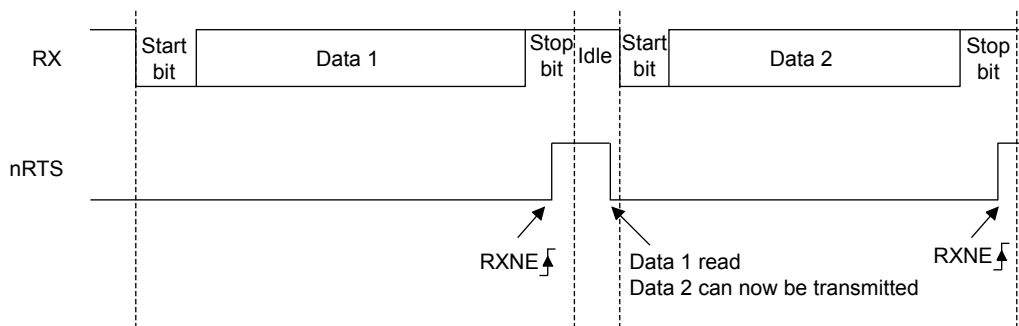 RX
Start
bit
Data 1
Stop
bit
Idle
Start
bit
Data 2
Stop
bit
nRTS
RXNE
Data 1 read
Data 2 can now be transmitted
RXNE